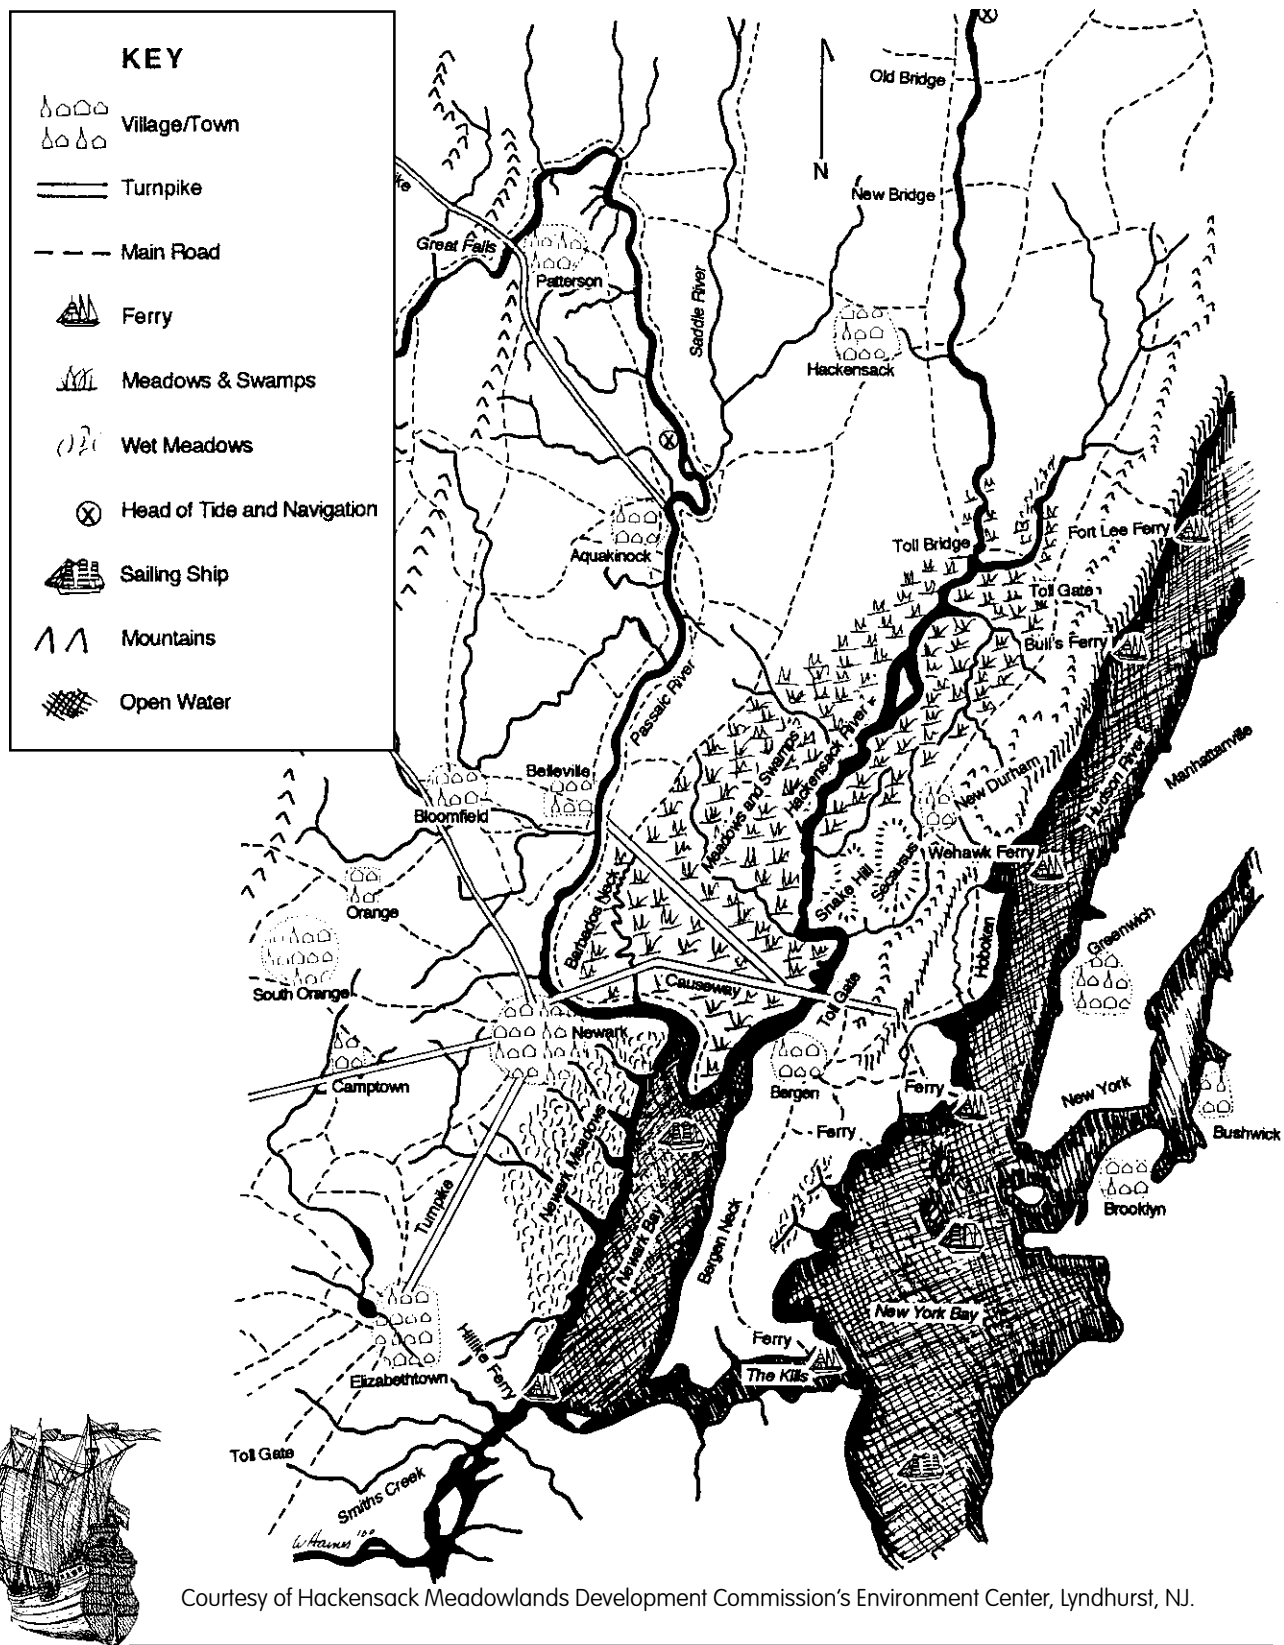 KEY
Village/Town
Turnpike
Main Road
Ferry
Meadows & Swamps
Wet Meadows
Head of Tide and Navigation
Sailing Ship
Mountains
Open Water
ike
Old Bridge
N
New Bridge
Great Falls
Patterson
Saddle River
Hackensack
Aquakinock
Toll Bridge
Fort Lee Ferry
Toll Gate
Bull's Ferry
Passaic River
Hackensack River
Meadows and Swamps
Hudson River
Manhattanville
Belleville
Bloomfield
New Durham
Wehawk Ferry
Snake Hill
Secausus
Orange
Barbados Neck
Hoboken
Greenwich
South Orange
Causeway
Toll Gate
Newark
Camptown
Bergen
Ferry
New York
Bushwick
Ferry
Newark Meadows
Brooklyn
Turnpike
Newark Bay
Bergen Neck
New York Bay
Hillike Ferry
Ferry
The Kills
Elizabethtown
Toll Gate
Smiths Creek
W Haines '00
Courtesy of Hackensack Meadowlands Development Commission's Environment Center, Lyndhurst, NJ.